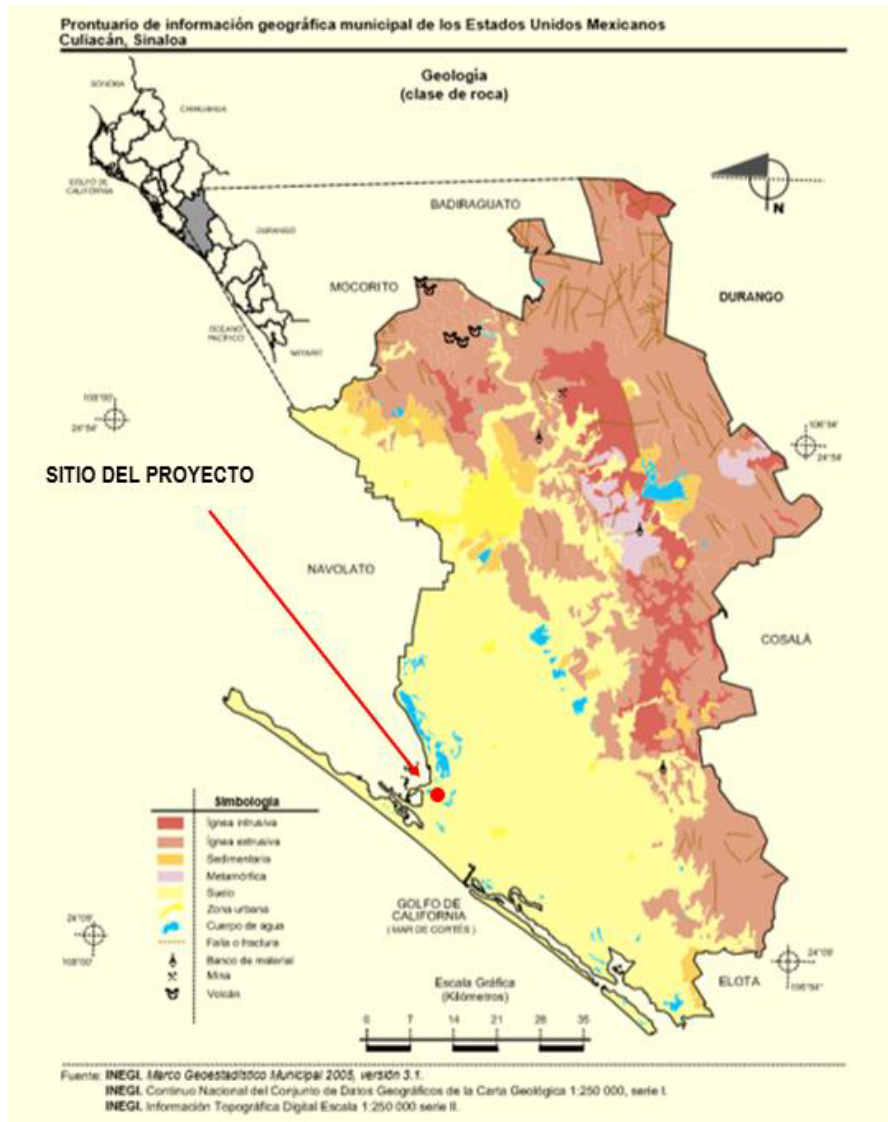 Prontuario de información geográfica municipal de los Estados Unidos Mexicanos
Culiacán, Sinaloa
Geología
(clase de roca)
SONORA
CHIHUAHUA
GOLFO DE
CALIFORNIA
DURANGO
OCEANO
PACÍFICO
NAYARIT
N
BADIRAGUATO
MOCORITO
DURANGO
108°00'
24°54'
106°54'
24°54'
SITIO DEL PROYECTO
NAVOLATO
COSALÁ
Simbología
Ígnea intrusiva
Ígnea extrusiva
Sedimentaria
Metamórfica
Suelo
Zona urbana
Cuerpo de agua
Falla o fractura
Banco de material
Mina
Volcán
24°09'
108°00'
GOLFO DE
CALIFORNIA
( MAR DE CORTÉS )
24°09'
106°54'
ELOTA
Escala Gráfica
(Kilómetros)
0 7 14 21 28 35
Fuente: INEGI. Marco Geoestadístico Municipal 2005, versión 3.1.
INEGI. Continuo Nacional del Conjunto de Datos Geográficos de la Carta Geológica 1:250 000, serie I.
INEGI. Información Topográfica Digital Escala 1:250 000 serie II.